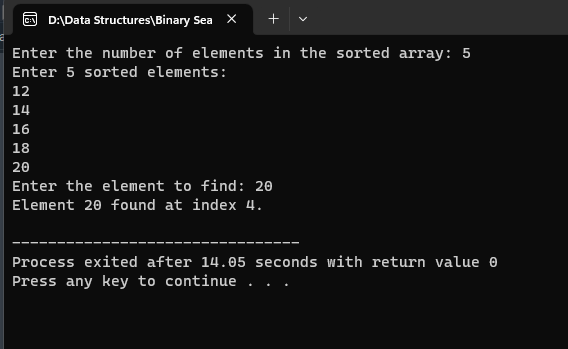 D:\Data Structures\Binary Sea
Enter the number of elements in the sorted array: 5
Enter 5 sorted elements:
12
14
16
18
20
Enter the element to find: 20
Element 20 found at index 4.
--------------------------------
Process exited after 14.05 seconds with return value 0
Press any key to continue . . .